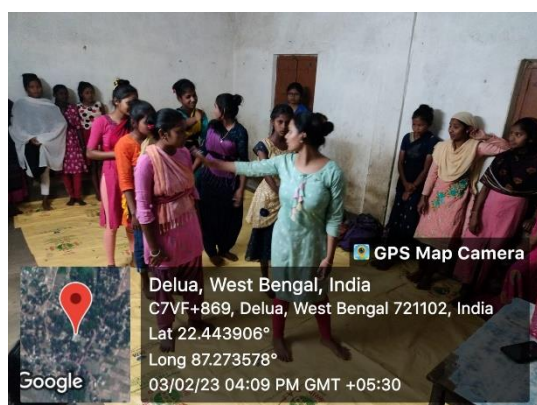 GPS Map Camera
Delua, West Bengal, India
C7VF+869, Delua, West Bengal 721102, India
Lat 22.443906°
Long 87.273578°
03/02/23 04:09 PM GMT +05:30
Google